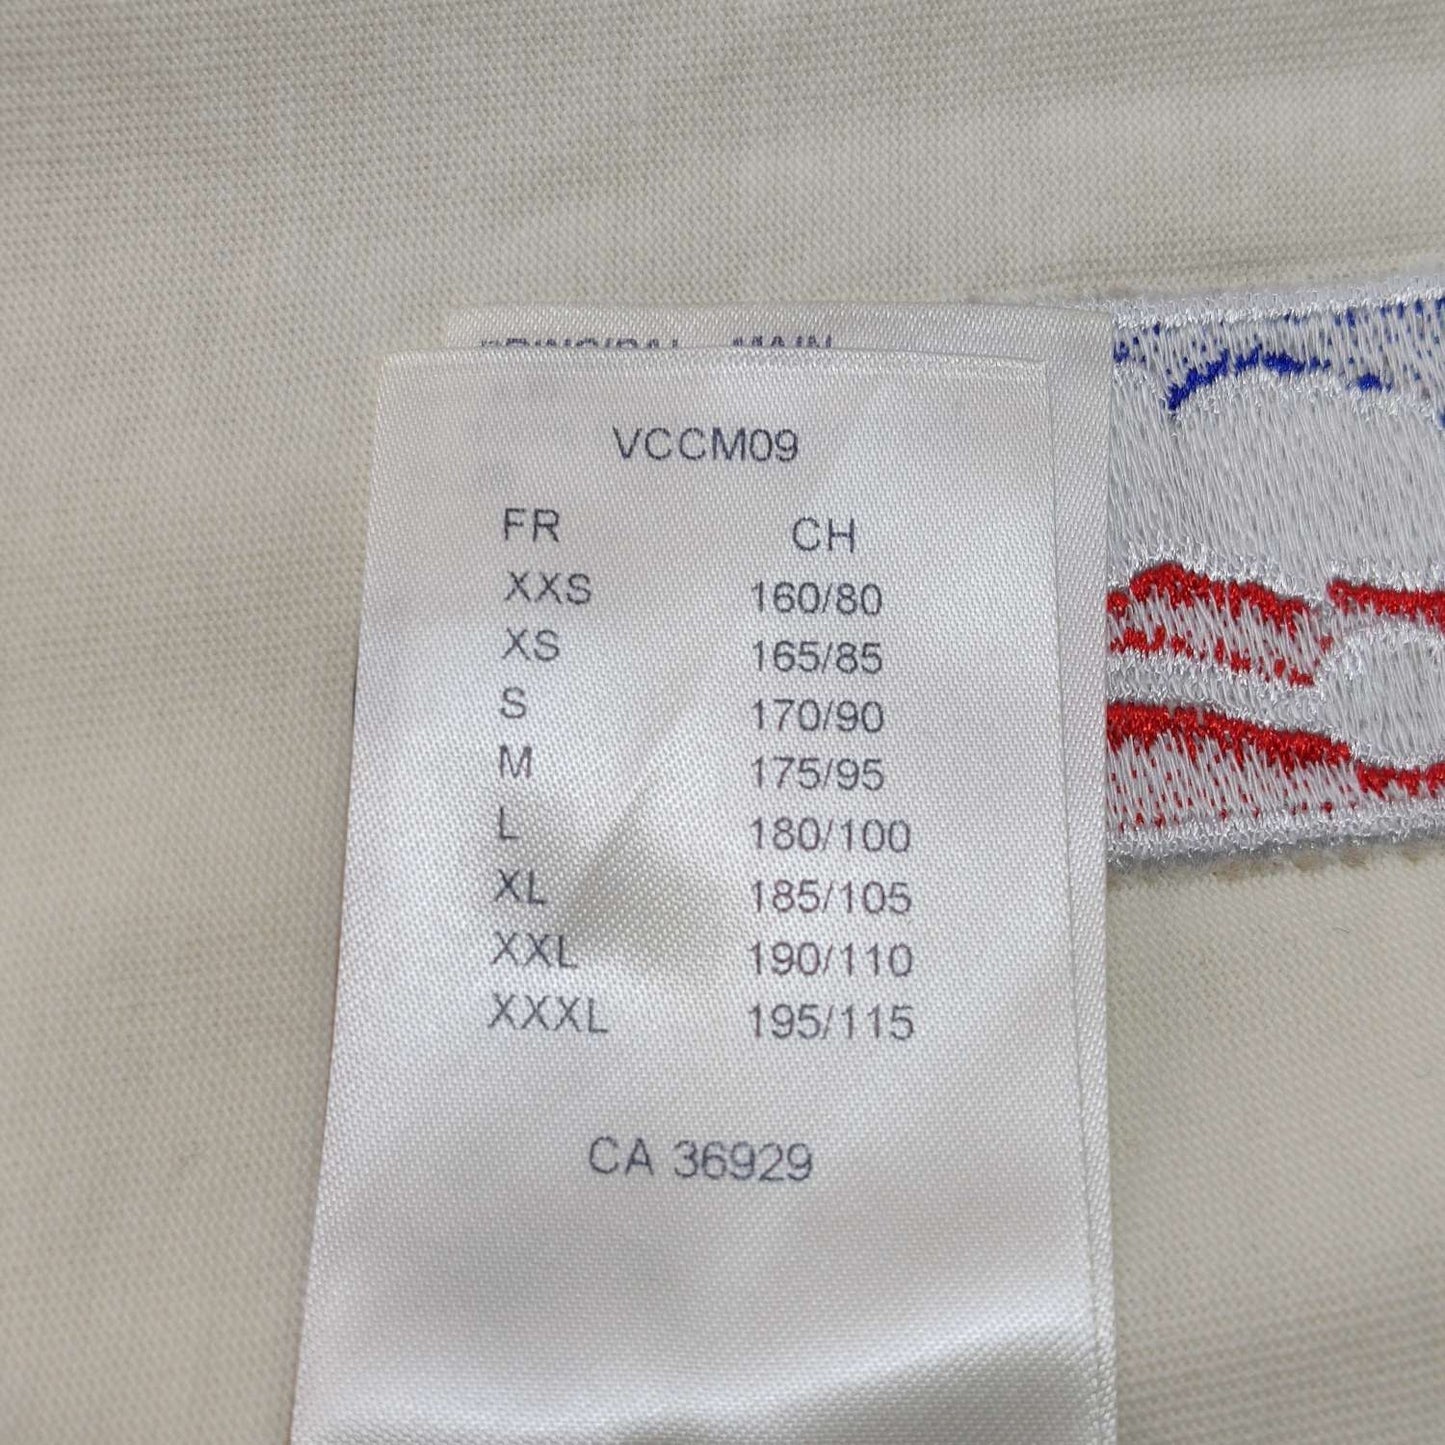 MAIN
VCCM09
FR CH
XXS 160/80
XS 165/85
S 170/90
M 175/95
L 180/100
XL 185/105
XXL 190/110
XXXL 195/115
CA 36929